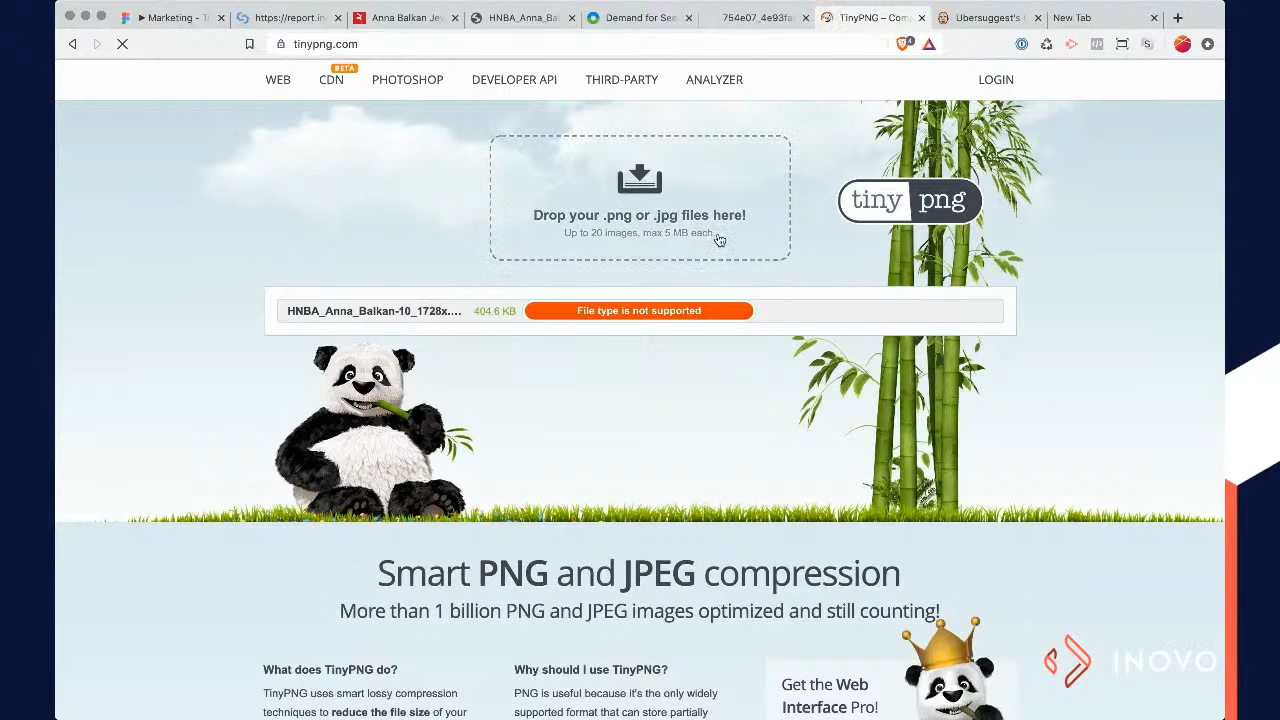 ▶ Marketing - T
https://report.in
Anna Balkan Je
HNBA_Anna_Ba
Demand for Se
754e07_4e93f
TinyPNG – Com
Ubersuggest's
New Tab
tinypng.com
4
S
BETA
WEB CDN PHOTOSHOP DEVELOPER API THIRD-PARTY ANALYZER LOGIN
Drop your .png or .jpg files here!
Up to 20 images, max 5 MB each.
tiny png
HNBA_Anna_Balkan-10_1728x.... 404.6 KB File type is not supported
Smart PNG and JPEG compression
More than 1 billion PNG and JPEG images optimized and still counting!
INOVO
What does TinyPNG do?
TinyPNG uses smart lossy compression
techniques to reduce the file size of your
Why should I use TinyPNG?
PNG is useful because it's the only widely
supported format that can store partially
Get the Web
Interface Pro!